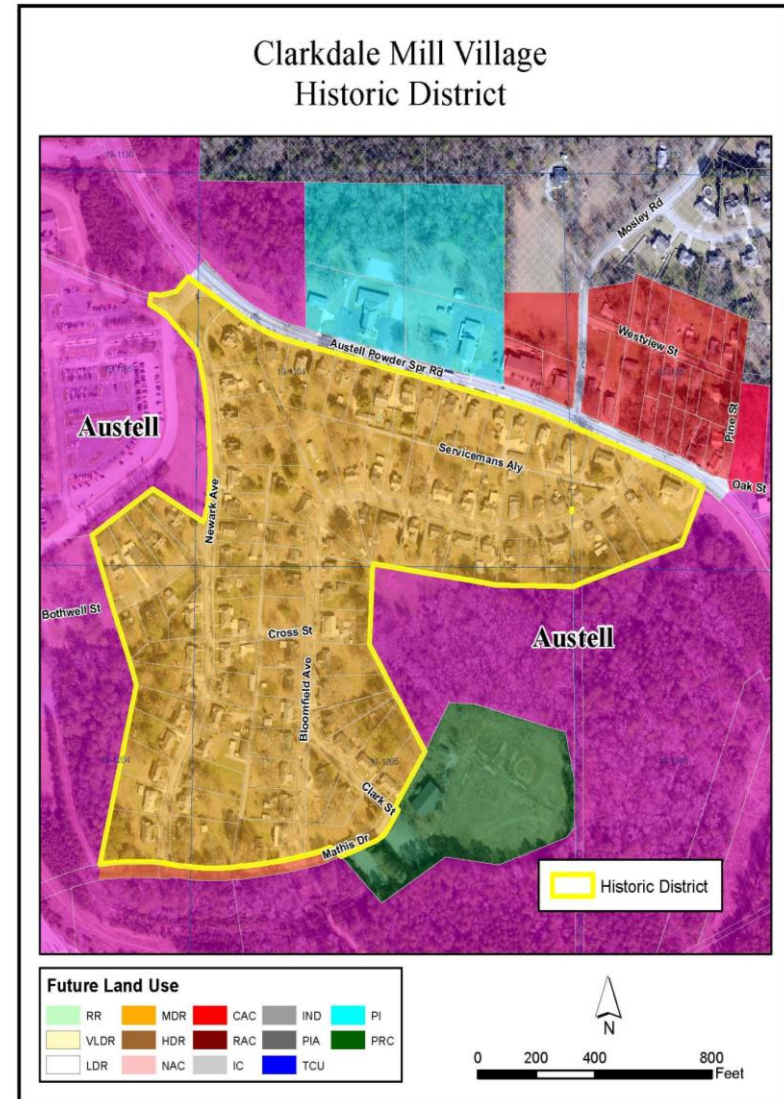 Clarkdale Mill Village
Historic District
Mosley Rd
Westview St
Austell Powder Spr Rd
Pine St
Austell
Servicemans Aly
Oak St
Newark Ave
Bothwell St
Cross St
Austell
Bloomfield Ave
Clark St
Mathis Dr
Historic District
Future Land Use
RR MDR CAC IND PI
VLDR HDR RAC PIA PRC
LDR NAC IC TCU
N
0 200 400 800
Feet